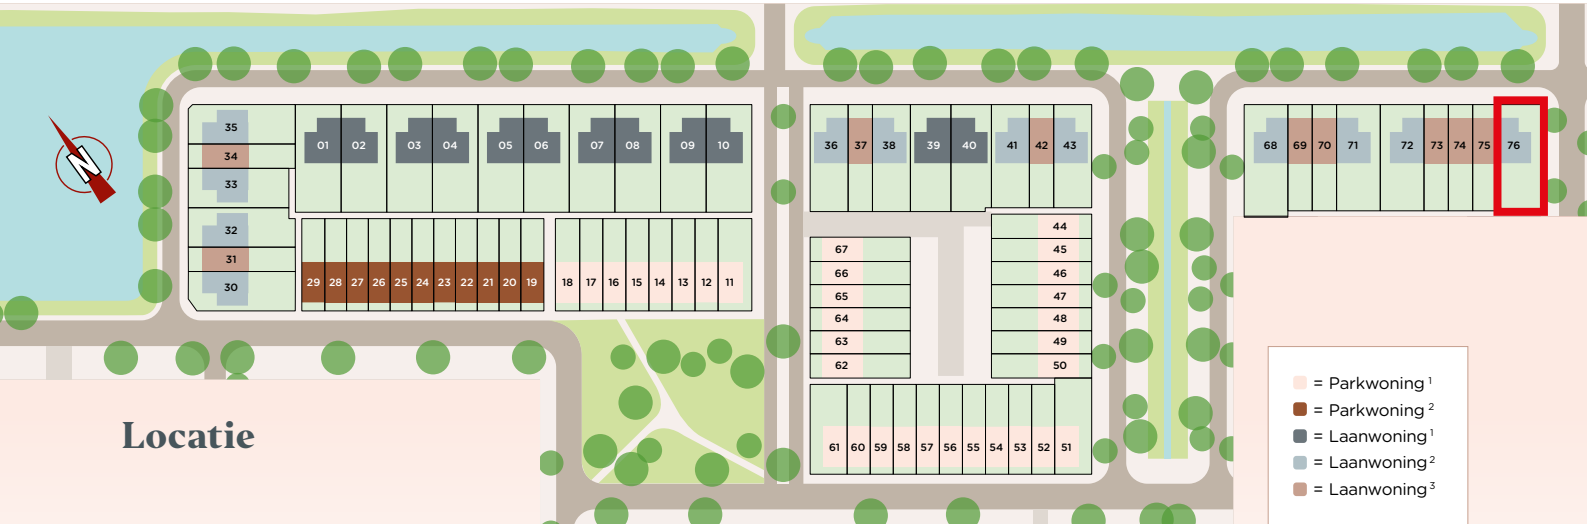 35
34
33
32
31
30
N
01 02 03 04 05 06 07 08 09 10
29 28 27 26 25 24 23 22 21 20 19
18 17 16 15 14 13 12 11
36 37 38 39 40 41 42 43
44
45
46
47
48
49
50
67
66
65
64
63
62
61 60 59 58 57 56 55 54 53 52 51
68 69 70 71 72 73 74 75 76
Locatie
= Parkwoning ¹
= Parkwoning ²
= Laanwoning ¹
= Laanwoning ²
= Laanwoning ³